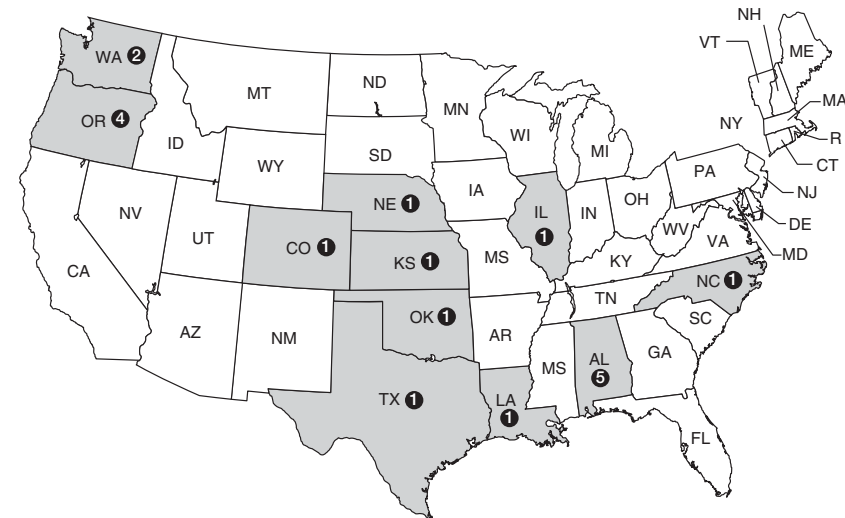 NH
VT
ME
WA 2
MT
ND
MN
MA
OR 4
ID
WI
MI
NY
R
SD
WY
CT
PA
NJ
NE 1
IA
IL
1
IN
OH
NV
UT
CO 1
WV
DE
VA
MD
KS 1
MS
KY
CA
NC 1
TN
OK 1
AZ
NM
AR
SC
MS
AL
5
GA
TX 1
LA
1
FL